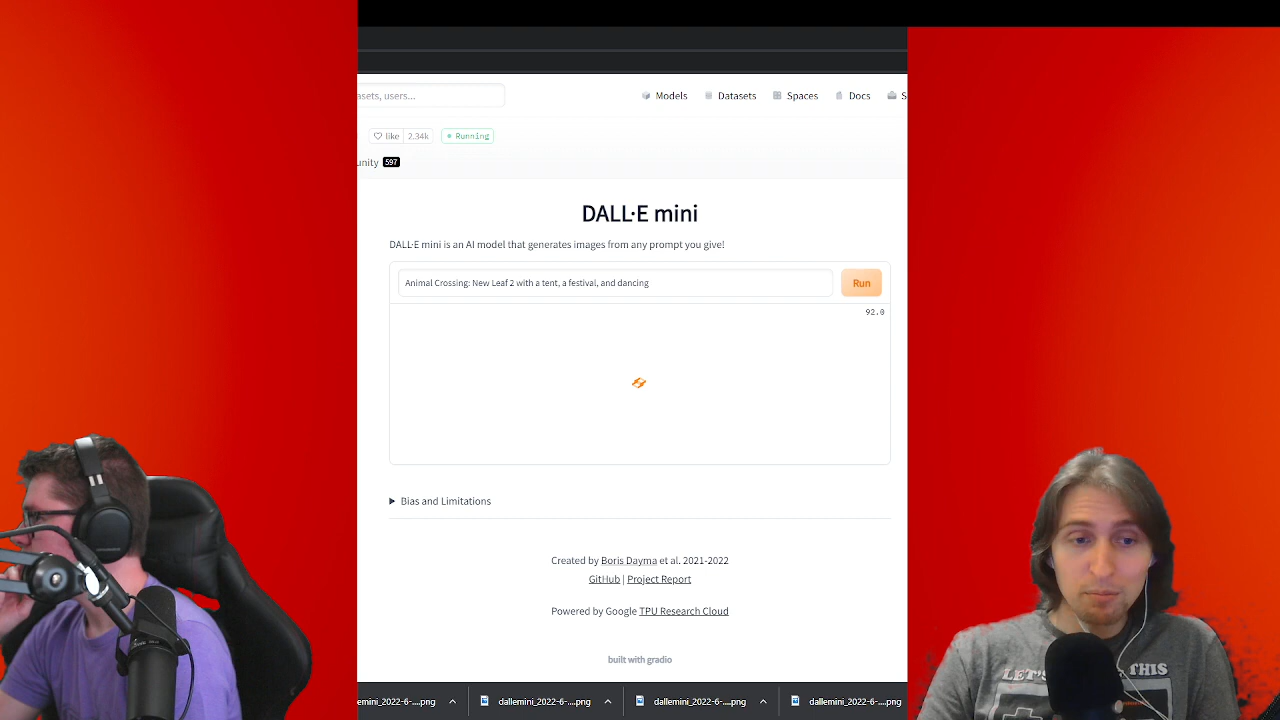 asets, users...
Models
Datasets
Spaces
Docs
S
like 2.34k
Running
unity 597
DALL·E mini
DALL·E mini is an AI model that generates images from any prompt you give!
Animal Crossing: New Leaf 2 with a tent, a festival, and dancing
Run
92.0
Bias and Limitations
Created by Boris Dayma et al. 2021-2022
GitHub | Project Report
Powered by Google TPU Research Cloud
built with gradio
emini_2022-6-....png
dallemini_2022-6-....png
dallemini_2022-6-....png
dallemini_2022-6-....png
LET'S THIS